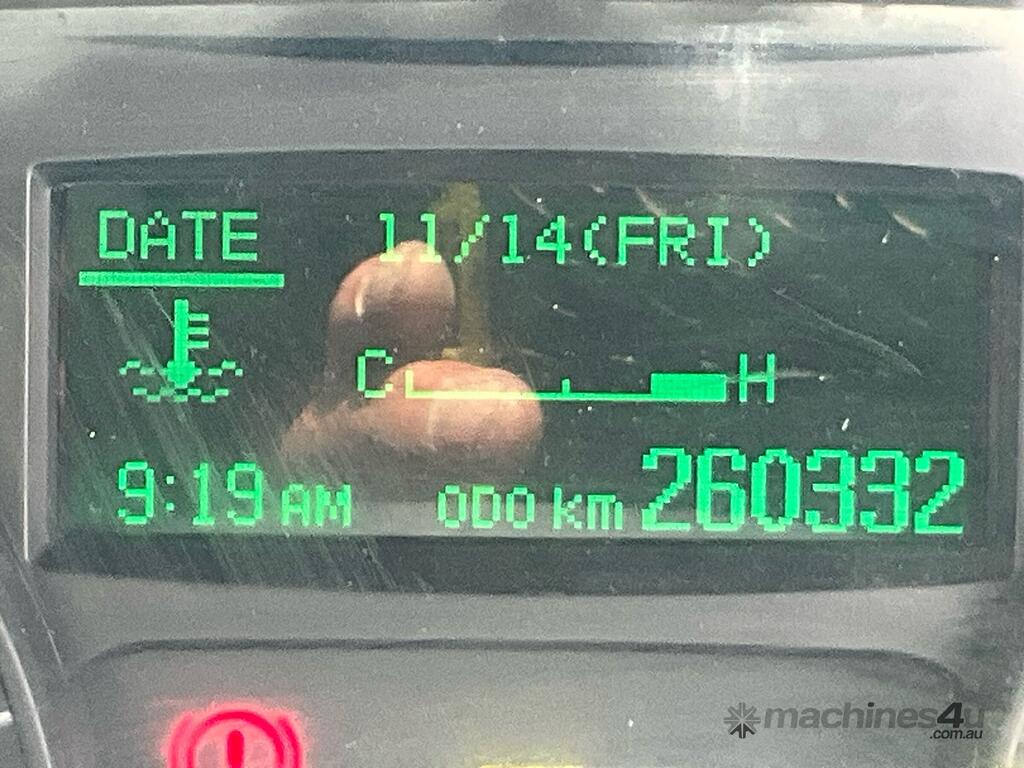 DATE 11/14(FRI)
C H
9:19 AM ODO km 260332
machines4u
.com.au